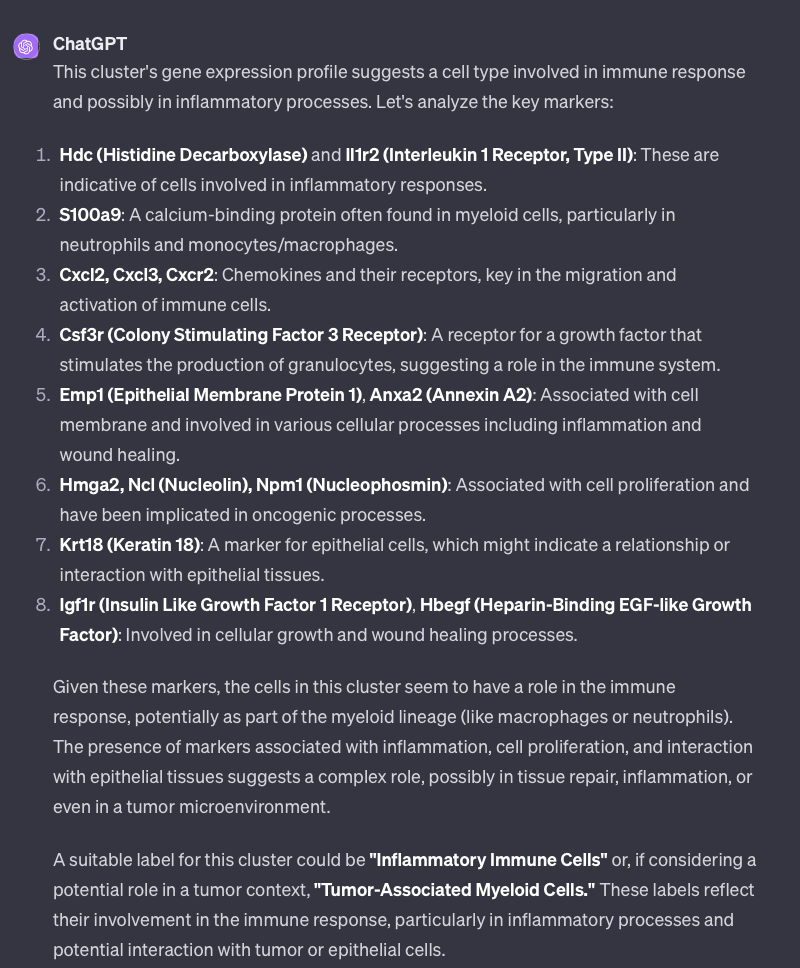 ChatGPT
This cluster's gene expression profile suggests a cell type involved in immune response
and possibly in inflammatory processes. Let's analyze the key markers:
1. Hdc (Histidine Decarboxylase) and Il1r2 (Interleukin 1 Receptor, Type II): These are
indicative of cells involved in inflammatory responses.
2. S100a9: A calcium-binding protein often found in myeloid cells, particularly in
neutrophils and monocytes/macrophages.
3. Cxcl2, Cxcl3, Cxcr2: Chemokines and their receptors, key in the migration and
activation of immune cells.
4. Csf3r (Colony Stimulating Factor 3 Receptor): A receptor for a growth factor that
stimulates the production of granulocytes, suggesting a role in the immune system.
5. Emp1 (Epithelial Membrane Protein 1), Anxa2 (Annexin A2): Associated with cell
membrane and involved in various cellular processes including inflammation and
wound healing.
6. Hmga2, Ncl (Nucleolin), Npm1 (Nucleophosmin): Associated with cell proliferation and
have been implicated in oncogenic processes.
7. Krt18 (Keratin 18): A marker for epithelial cells, which might indicate a relationship or
interaction with epithelial tissues.
8. Igf1r (Insulin Like Growth Factor 1 Receptor), Hbegf (Heparin-Binding EGF-like Growth
Factor): Involved in cellular growth and wound healing processes.
Given these markers, the cells in this cluster seem to have a role in the immune
response, potentially as part of the myeloid lineage (like macrophages or neutrophils).
The presence of markers associated with inflammation, cell proliferation, and interaction
with epithelial tissues suggests a complex role, possibly in tissue repair, inflammation, or
even in a tumor microenvironment.
A suitable label for this cluster could be "Inflammatory Immune Cells" or, if considering a
potential role in a tumor context, "Tumor-Associated Myeloid Cells." These labels reflect
their involvement in the immune response, particularly in inflammatory processes and
potential interaction with tumor or epithelial cells.